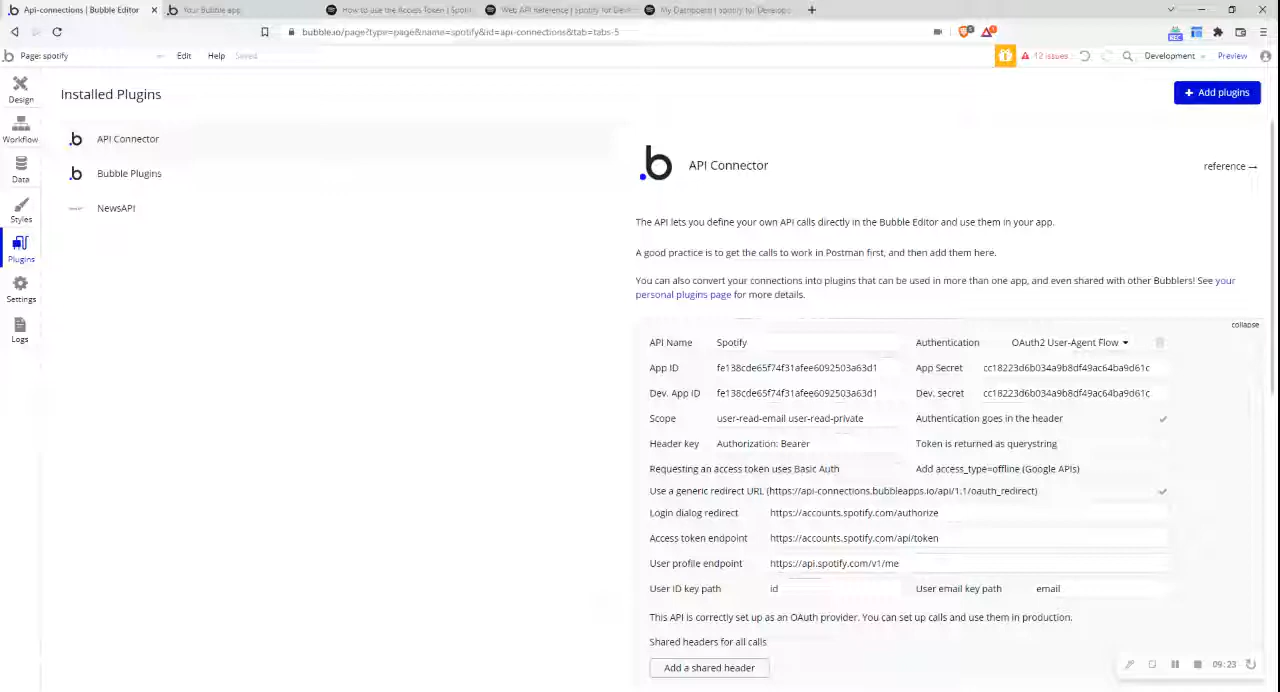 Api-connections | Bubble Editor
Your Bubble app
How to use the Access Token | Spoti
Web API Reference | Spotify for Dev
My Dashboard | Spotify for Develop
bubble.io/page?type=page&name=spotify&id=api-connections&tab=tabs-5
REC
Page: spotify
Edit
Help
Saved
12 issues
Development
Preview
Design
Workflow
Data
Styles
Plugins
Settings
Logs
Installed Plugins
+ Add plugins
API Connector
Bubble Plugins
NewsAPI
API Connector
reference →
The API lets you define your own API calls directly in the Bubble Editor and use them in your app.
A good practice is to get the calls to work in Postman first, and then add them here.
You can also convert your connections into plugins that can be used in more than one app, and even shared with other Bubblers! See your
personal plugins page for more details.
collapse
API Name Spotify Authentication OAuth2 User-Agent Flow
App ID fe138cde65f74f31afee6092503a63d1 App Secret cc18223d6b034a9b8df49ac64ba9d61c
Dev. App ID fe138cde65f74f31afee6092503a63d1 Dev. secret cc18223d6b034a9b8df49ac64ba9d61c
Scope user-read-email user-read-private Authentication goes in the header
Header key Authorization: Bearer Token is returned as querystring
Requesting an access token uses Basic Auth Add access_type=offline (Google APIs)
Use a generic redirect URL (https://api-connections.bubbleapps.io/api/1.1/oauth_redirect)
Login dialog redirect https://accounts.spotify.com/authorize
Access token endpoint https://accounts.spotify.com/api/token
User profile endpoint https://api.spotify.com/v1/me
User ID key path id User email key path email
This API is correctly set up as an OAuth provider. You can set up calls and use them in production.
Shared headers for all calls
Add a shared header
09:23